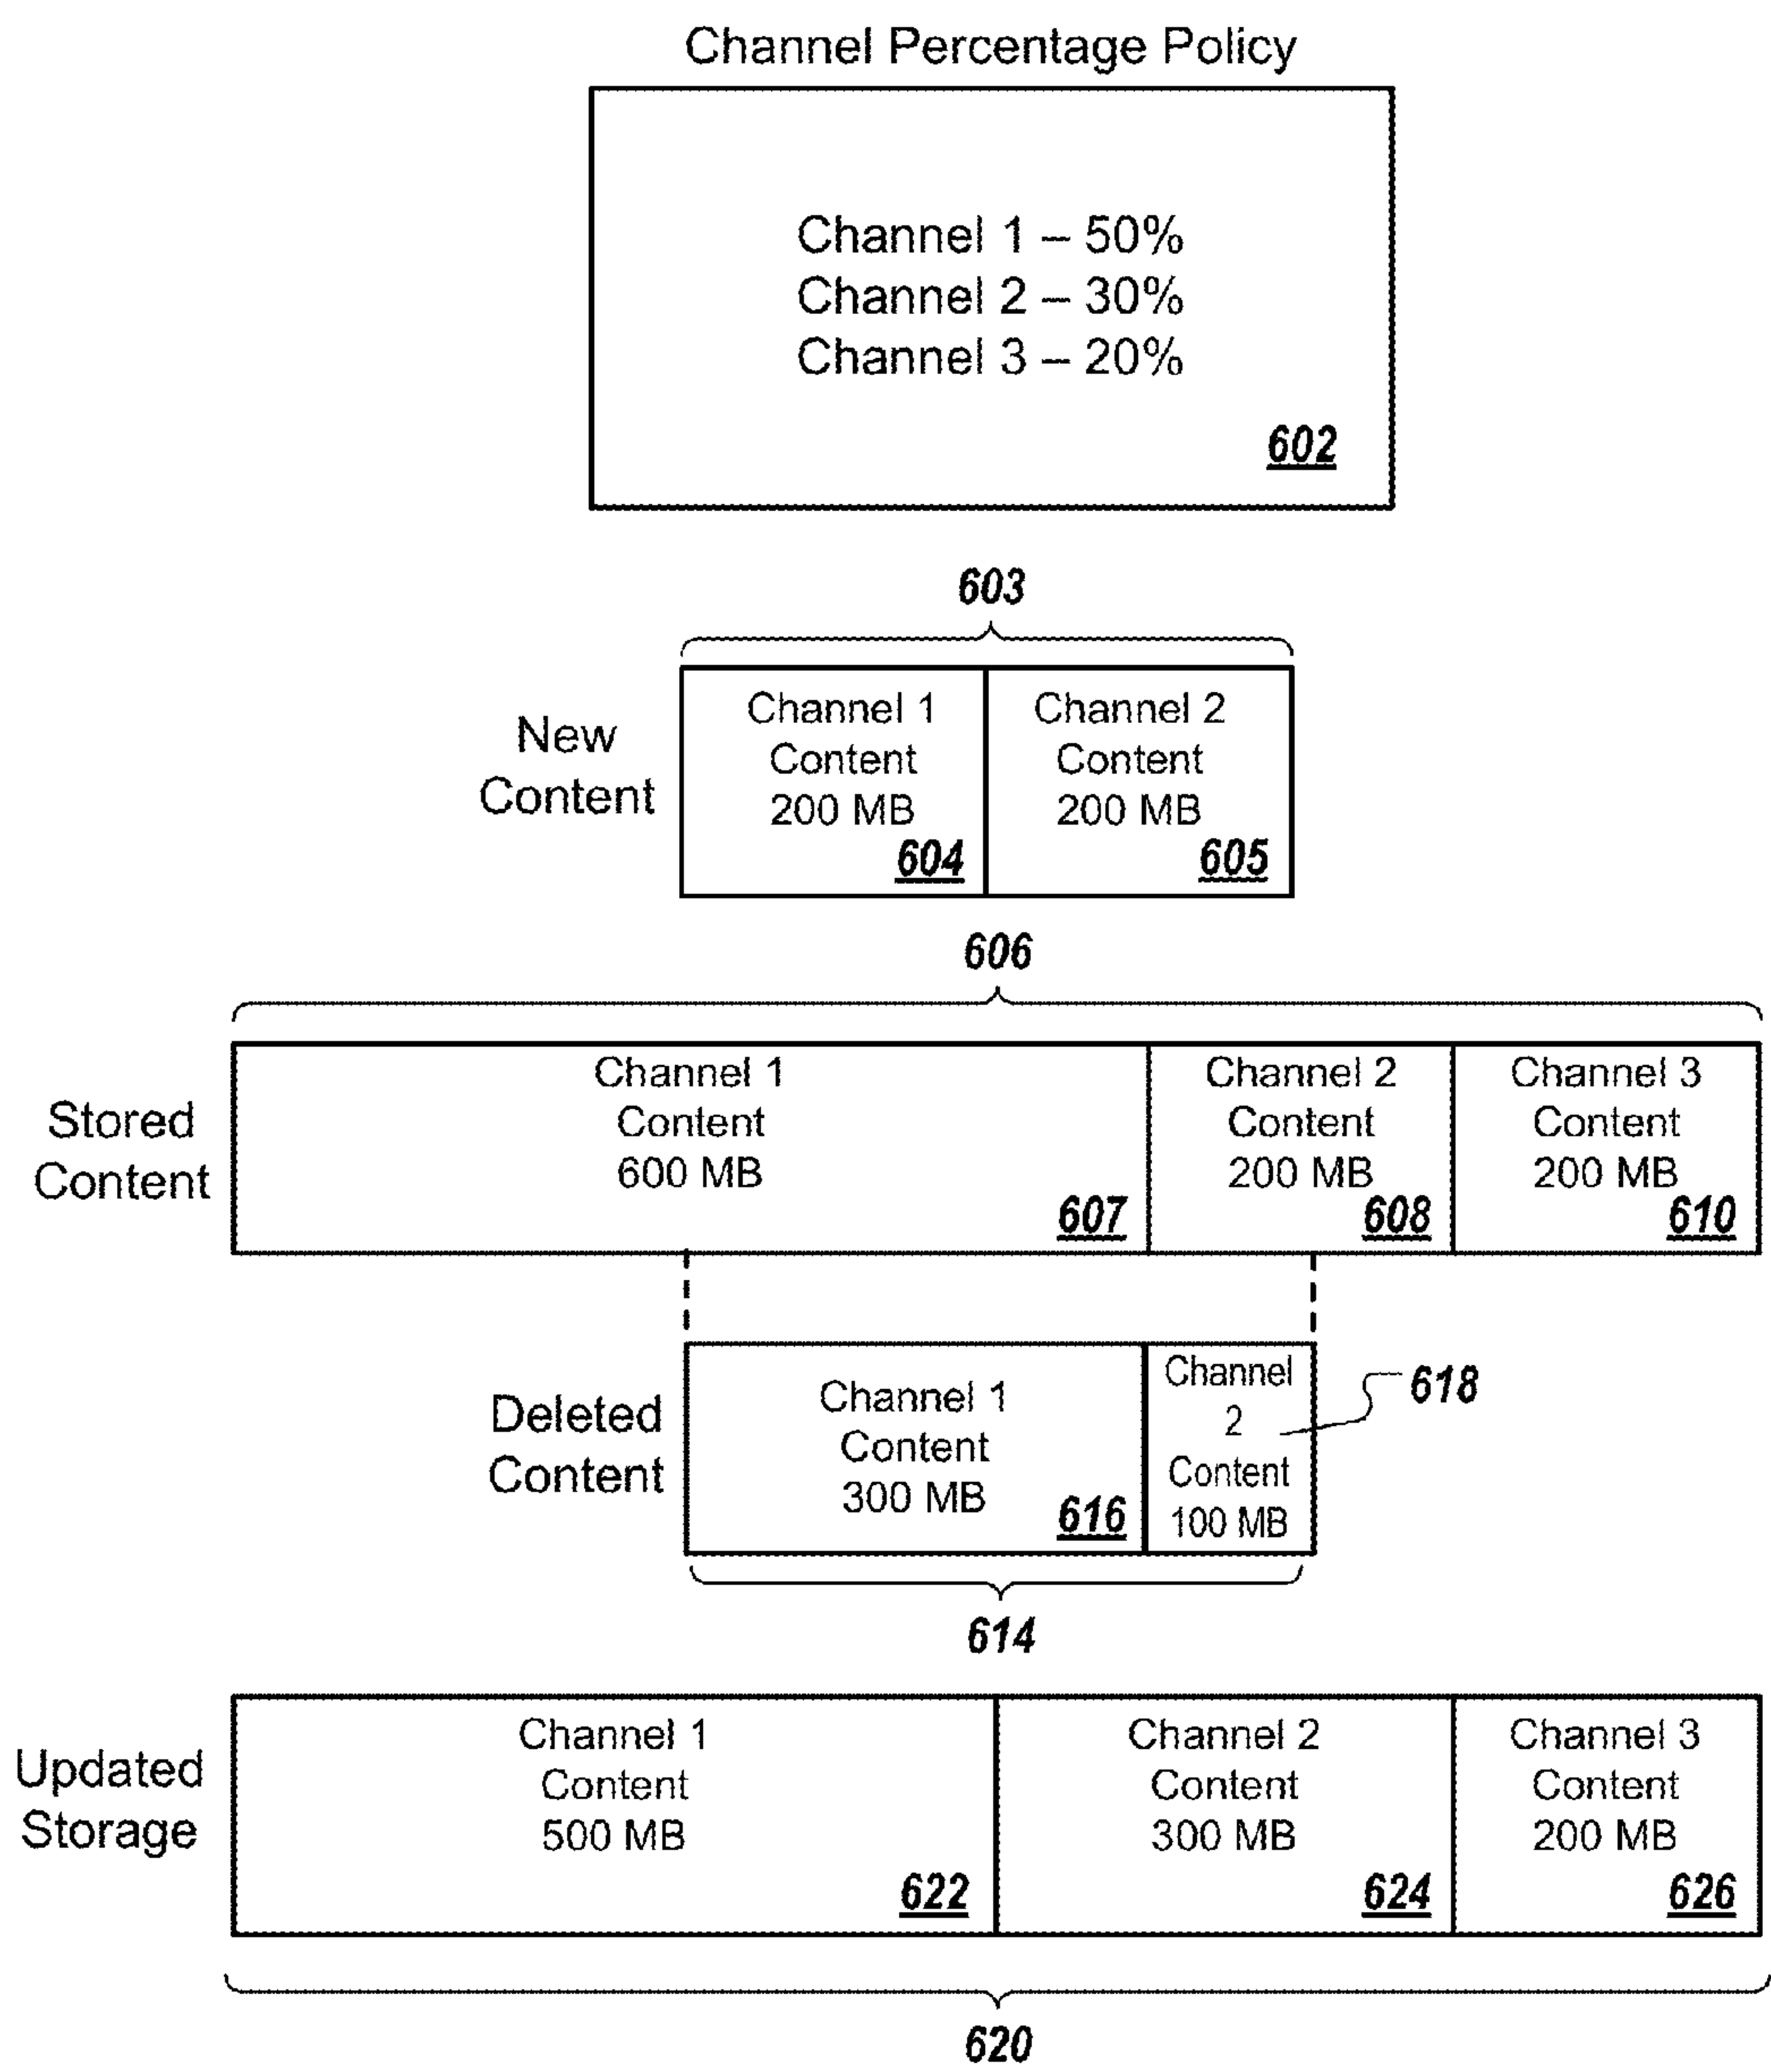 Channel Percentage Policy
Channel 1 – 50%
Channel 2 – 30%
Channel 3 – 20%
602
603
New
Content
Channel 1
Content
200 MB
604
Channel 2
Content
200 MB
605
606
Stored
Content
Channel 1
Content
600 MB
607
Channel 2
Content
200 MB
608
Channel 3
Content
200 MB
610
Deleted
Content
Channel 1
Content
300 MB
616
Channel
2
Content
100 MB
618
614
Updated
Storage
Channel 1
Content
500 MB
622
Channel 2
Content
300 MB
624
Channel 3
Content
200 MB
626
620